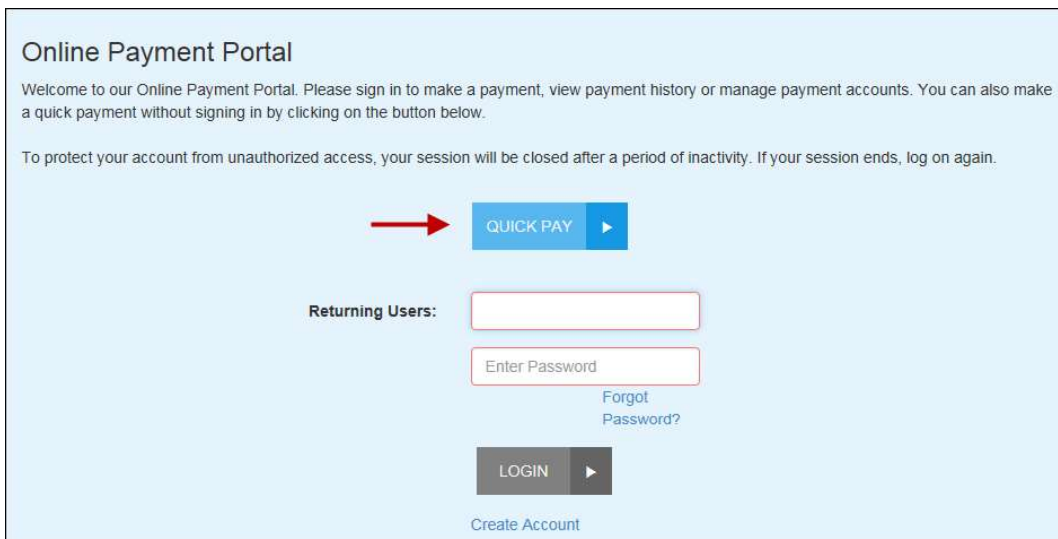 Online Payment Portal
Welcome to our Online Payment Portal. Please sign in to make a payment, view payment history or manage payment accounts. You can also make
a quick payment without signing in by clicking on the button below.
To protect your account from unauthorized access, your session will be closed after a period of inactivity. If your session ends, log on again.
QUICK PAY
Returning Users:
Enter Password
Forgot
Password?
LOGIN
Create Account